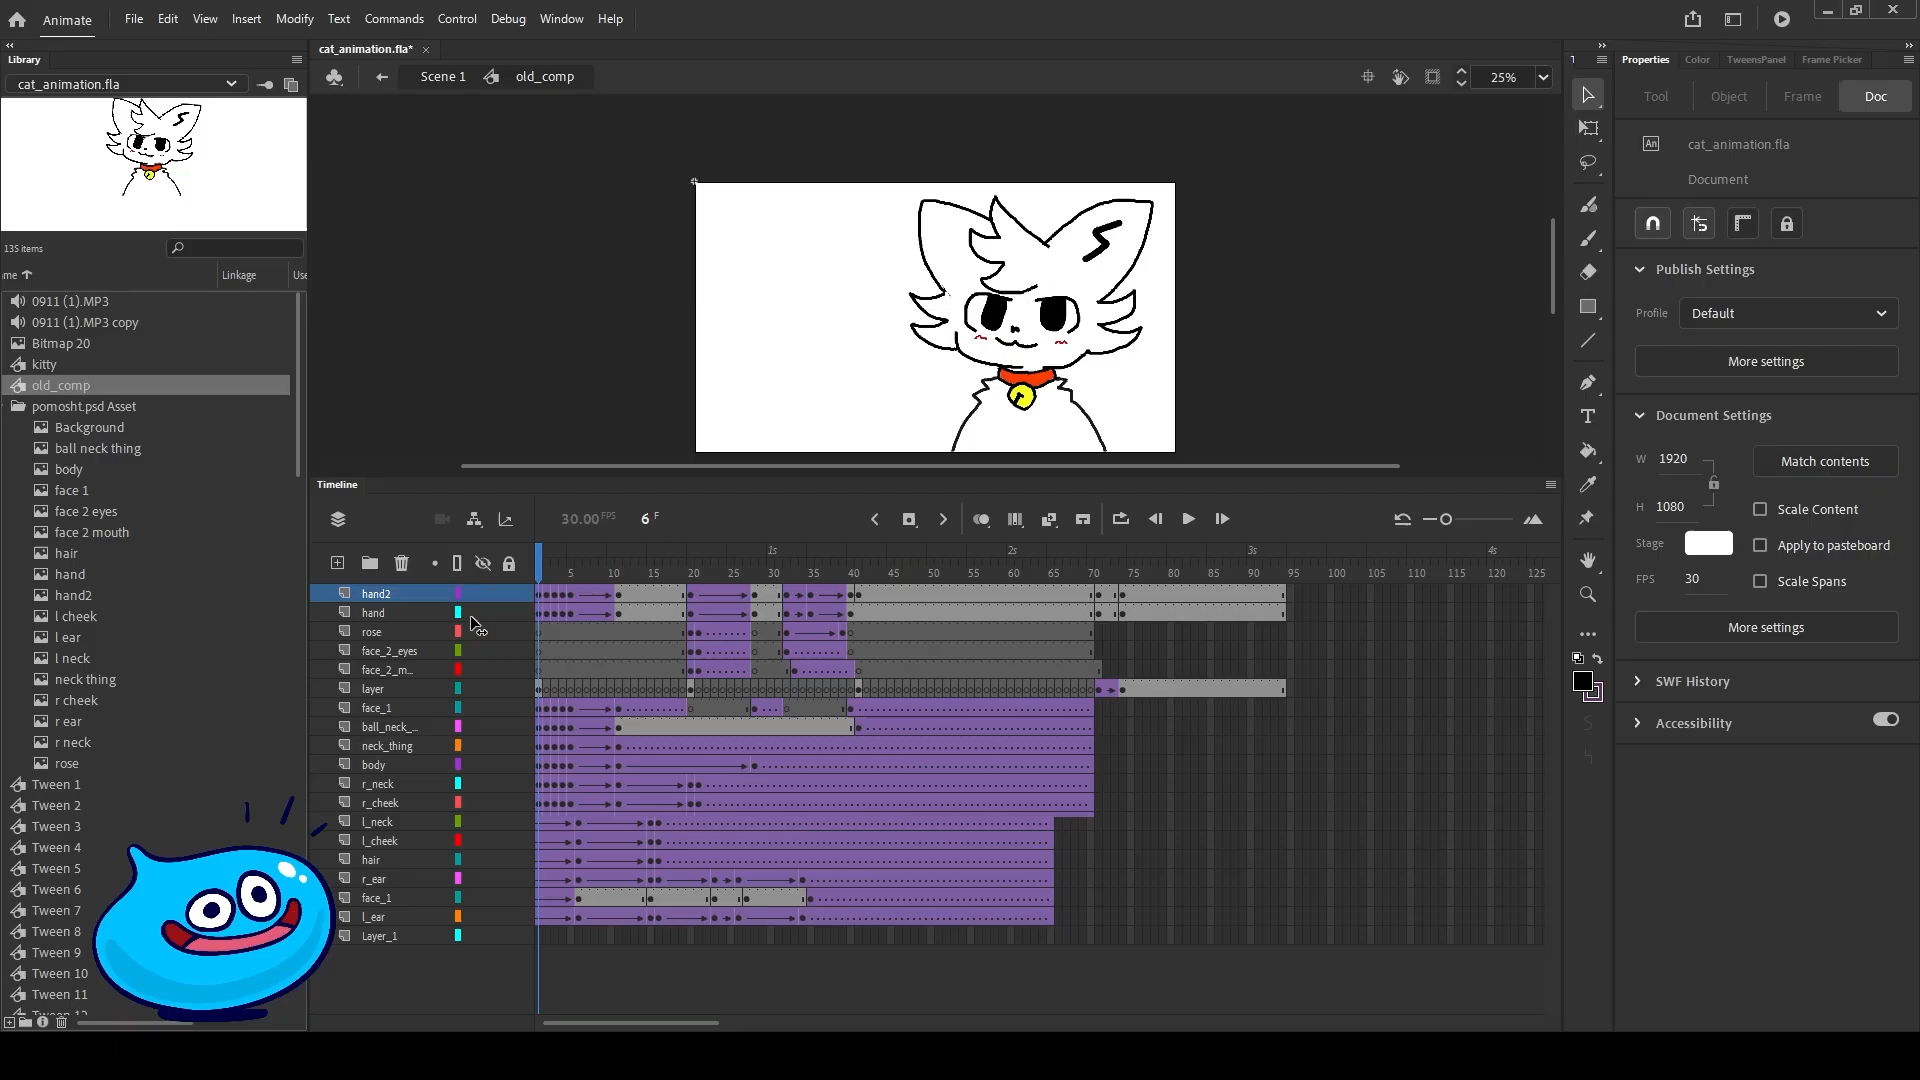 Animate File Edit View Insert Modify Text Commands Control Debug Window Help
Library
cat_animation.fla
135 items
me Linkage Use
0911 (1).MP3
0911 (1).MP3 copy
Bitmap 20
kitty
old_comp
pomosht.psd Asset
Background
ball neck thing
body
face 1
face 2 eyes
face 2 mouth
hair
hand
hand2
l cheek
l ear
l neck
neck thing
r cheek
r ear
r neck
rose
Tween 1
Tween 2
Tween 3
Tween 4
Tween 5
Tween 6
Tween 7
Tween 8
Tween 9
Tween 10
Tween 11
cat_animation.fla*
Scene 1 old_comp
25%
Timeline
30.00 FPS 6 F
1s 2s 3s 4s
5 10 15 20 25 30 35 40 45 50 55 60 65 70 75 80 85 90 95 100 105 110 115 120 125
hand2
hand
rose
face_2_eyes
face_2_m...
layer
face_1
ball_neck_...
neck_thing
body
r_neck
r_cheek
l_neck
l_cheek
hair
r_ear
face_1
l_ear
Layer_1
T
Properties Color TweensPanel Frame Picker
Tool Object Frame Doc
An cat_animation.fla
Document
Publish Settings
Profile Default
More settings
Document Settings
W 1920 Match contents
H 1080 Scale Content
Stage Apply to pasteboard
FPS 30 Scale Spans
More settings
SWF History
Accessibility